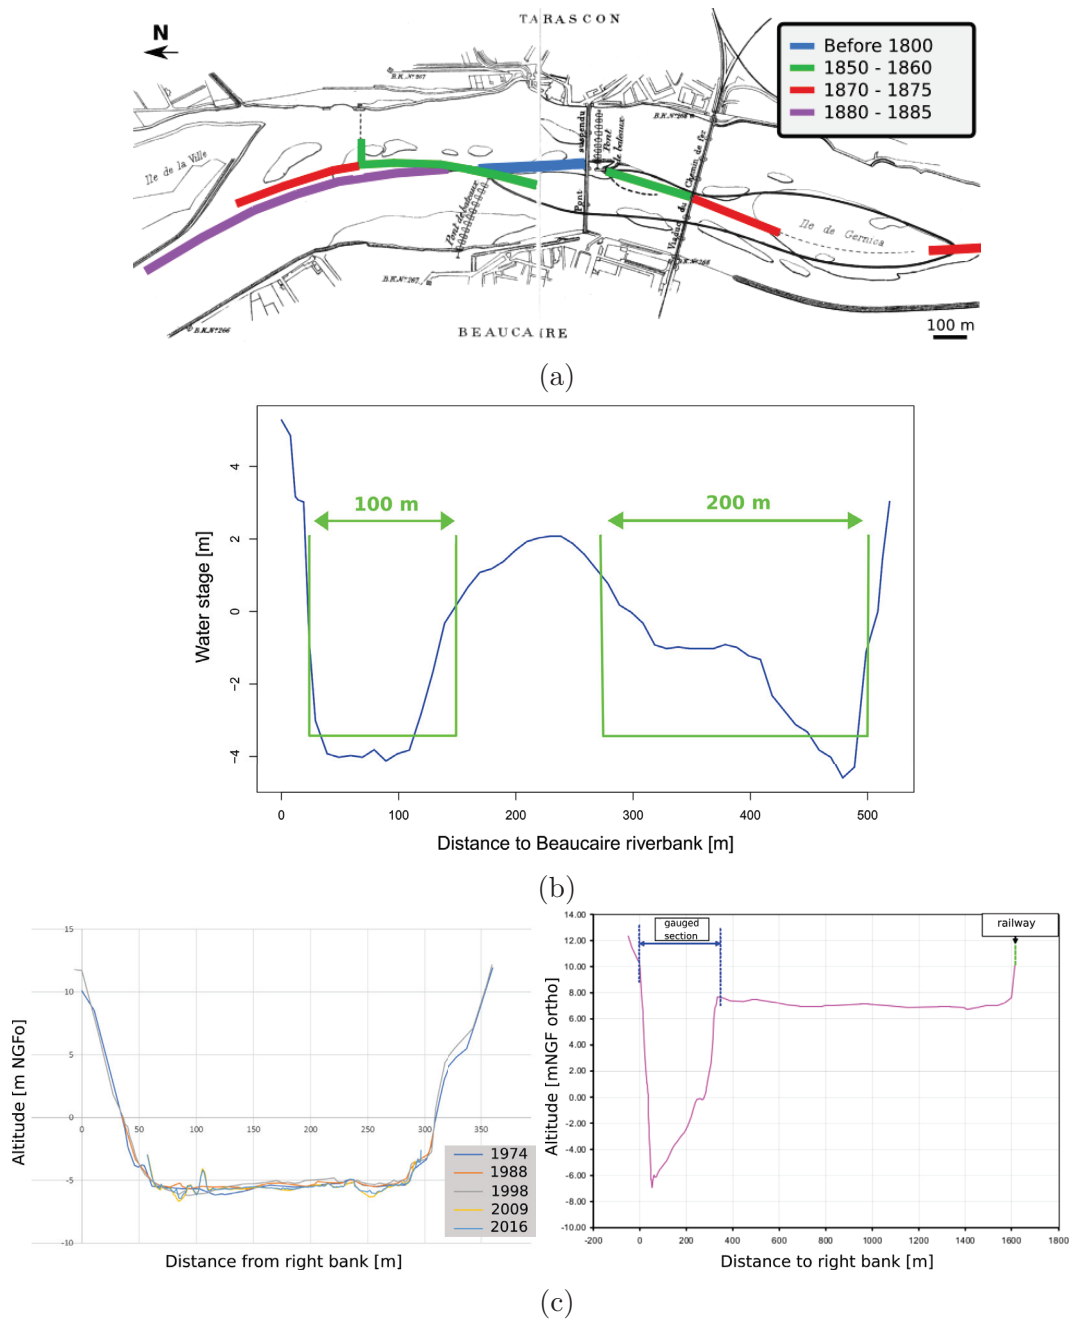 TARASCON
N
Before 1800
1850 - 1860
1870 - 1875
1880 - 1885
B.K. N.º 267
B.K.Nº268
Ile de la Ville
suspendu
Pont
Pont
de bateaux
Chemin de fer
Viaduc du
Pont de bateaux
Ile de Gernica
B.K.Nº267
B.K.Nº268
B.K.Nº266
BEAUCAIRE
100 m
(a)
Water stage [m]
4
2
0
−2
−4
100 m
200 m
0 100 200 300 400 500
Distance to Beaucaire riverbank [m]
(b)
Altitude [m NGFo]
15
10
5
0
-5
-10
0 50 100 150 200 250 300 350
1974
1988
1998
2009
2016
Distance from right bank [m]
Altitude [mNGF ortho]
14.00
12.00
10.00
8.00
6.00
4.00
2.00
0.00
-2.00
-4.00
-6.00
-8.00
-10.00
gauged
section
railway
-200 0 200 400 600 800 1000 1200 1400 1600 1800
Distance to right bank [m]
(c)